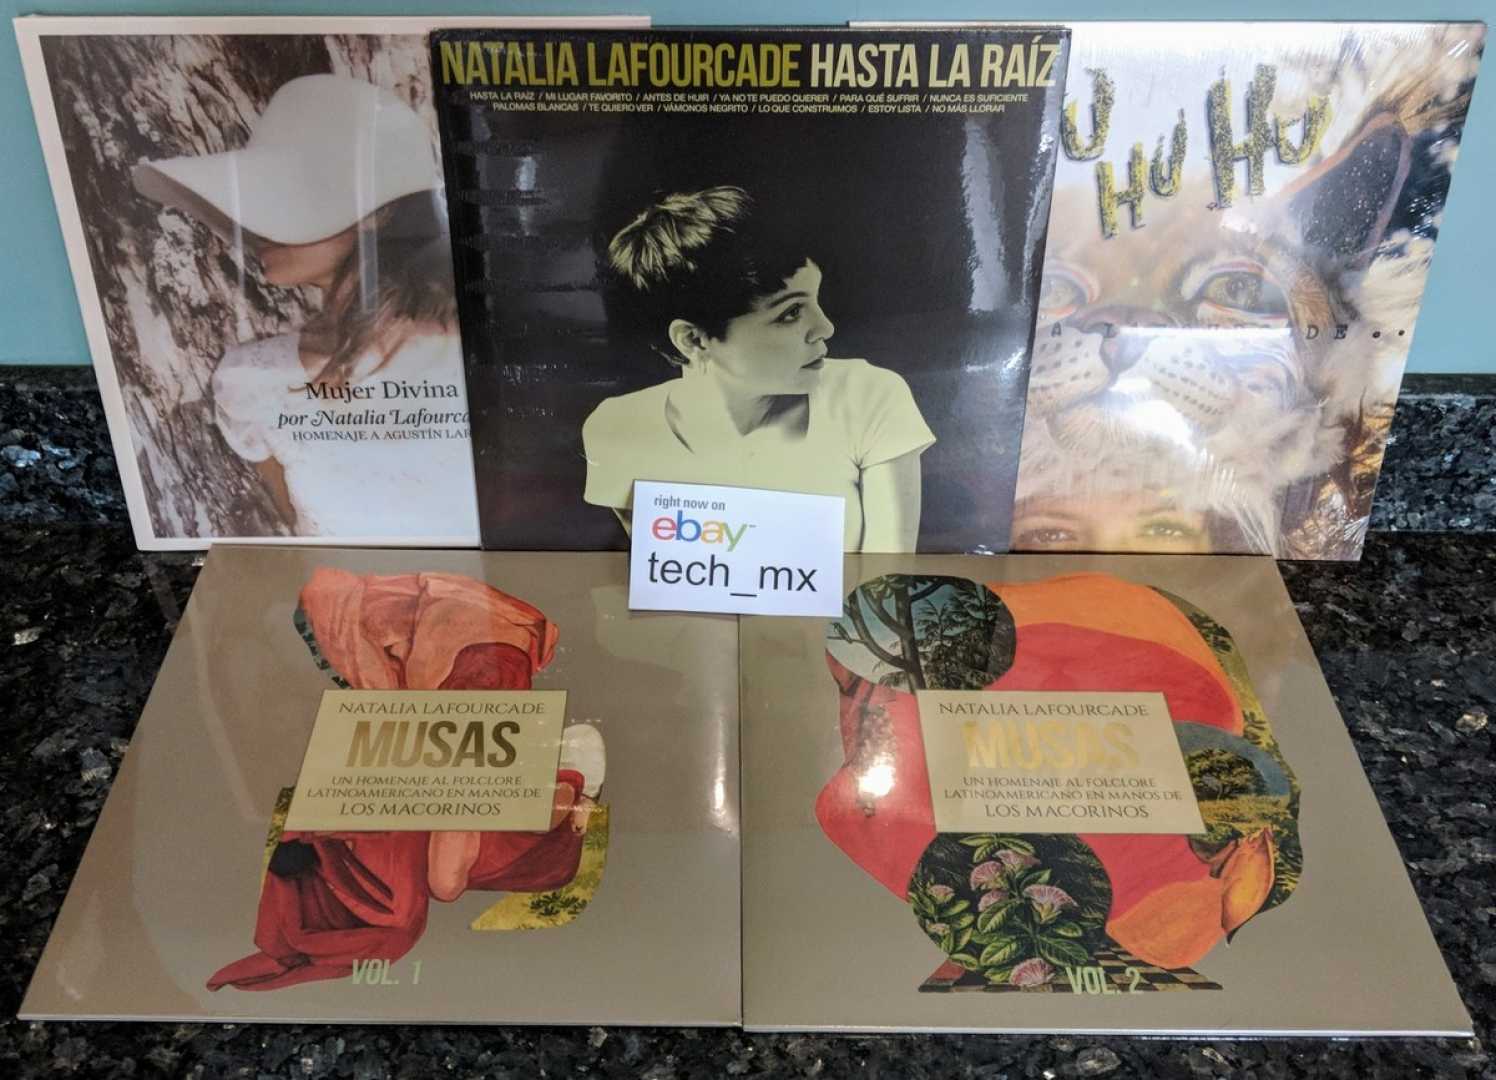 NATALIA LAFOURCADE HASTA LA RAÍZ
HASTA LA RAÍZ / MI LUGAR FAVORITO / ANTES DE HUIR / YA NO TE PUEDO QUERER / PARA QUÉ SUFRIR / NUNCA ES SUFICIENTE
PALOMAS BLANCAS / TE QUIERO VER / VÁMONOS NEGRITO / LO QUE CONSTRUIMOS / ESTOY LISTA / NO MÁS LLORAR
U
HÚ HU
Mujer Divina
por Natalia Lafourca
HOMENAJE A AGUSTÍN LAR
right now on
ebay
tech_mx
NATALIA LAFOURCADE
MUSAS
UN HOMENAJE AL FOLCLORE
LATINOAMERICANO EN MANOS DE
LOS MACORINOS
VOL. 1
NATALIA LAFOURCADE
MUSAS
UN HOMENAJE AL FOLCLORE
LATINOAMERICANO EN MANOS DE
LOS MACORINOS
VOL. 2